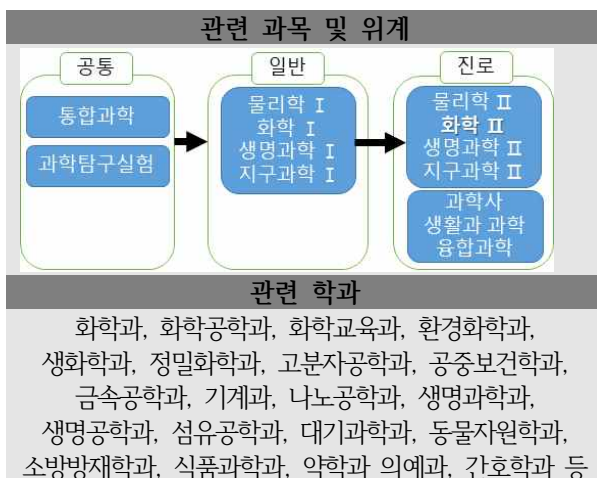 관련 과목 및 위계
공통
일반
진로
통합과학
과학탐구실험
물리학 Ⅰ
화학 Ⅰ
생명과학 Ⅰ
지구과학 Ⅰ
물리학 Ⅱ
화학 Ⅱ
생명과학 Ⅱ
지구과학 Ⅱ
과학사
생활과 과학
융합과학
관련 학과
화학과, 화학공학과, 화학교육과, 환경화학과,
생화학과, 정밀화학과, 고분자공학과, 공중보건학과,
금속공학과, 기계과, 나노공학과, 생명과학과,
생명공학과, 섬유공학과, 대기과학과, 동물자원학과,
소방방재학과, 식품과학과, 약학과 의예과, 간호학과 등